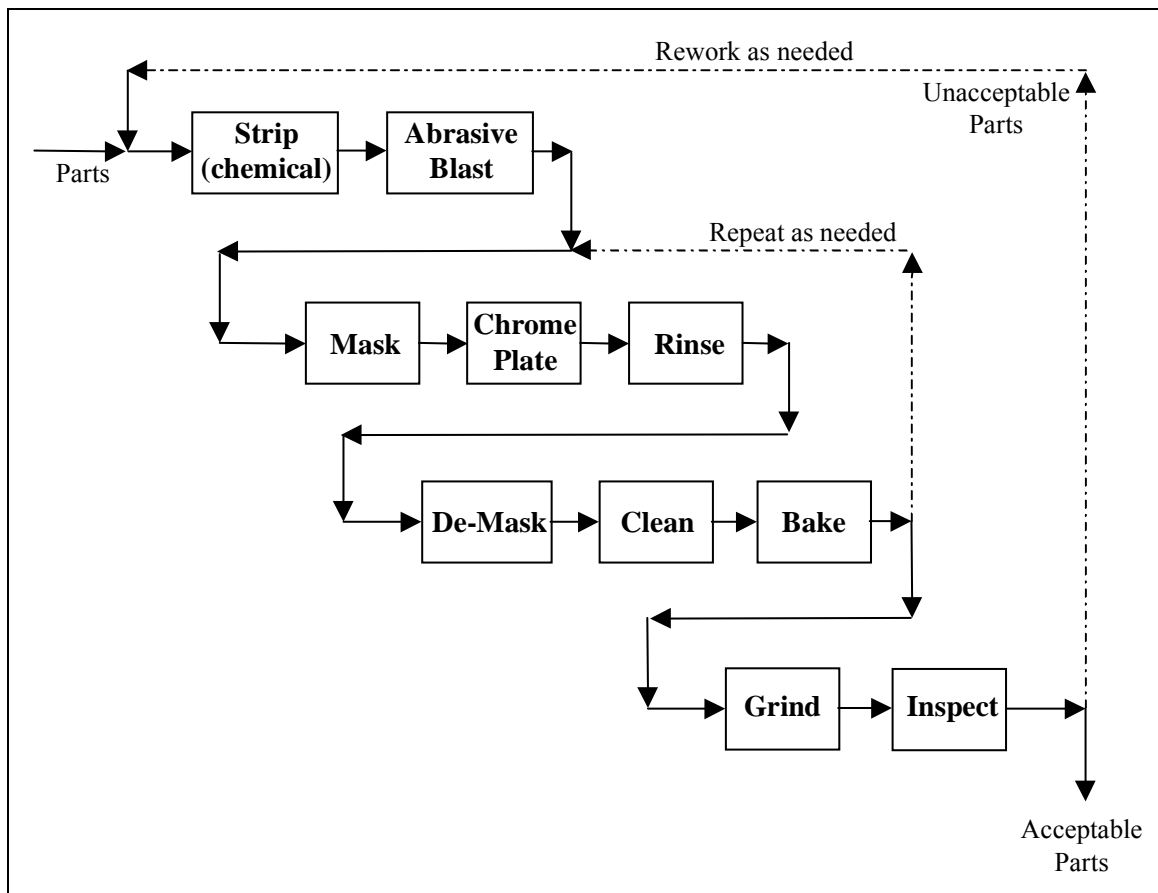 Rework as needed
Unacceptable
Parts
Parts
Strip
(chemical)
Abrasive
Blast
Repeat as needed
Mask
Chrome
Plate
Rinse
De-Mask
Clean
Bake
Grind
Inspect
Acceptable
Parts